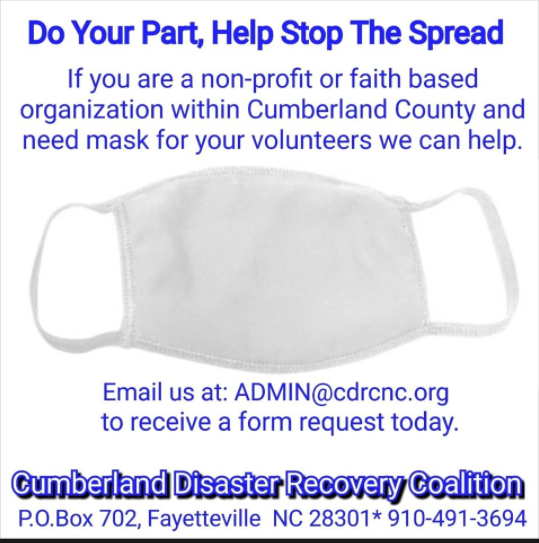 Do Your Part, Help Stop The Spread
If you are a non-profit or faith based
organization within Cumberland County and
need mask for your volunteers we can help.
Email us at: ADMIN@cdrcnc.org
to receive a form request today.
Cumberland Disaster Recovery Coalition
P.O.Box 702, Fayetteville NC 28301* 910-491-3694